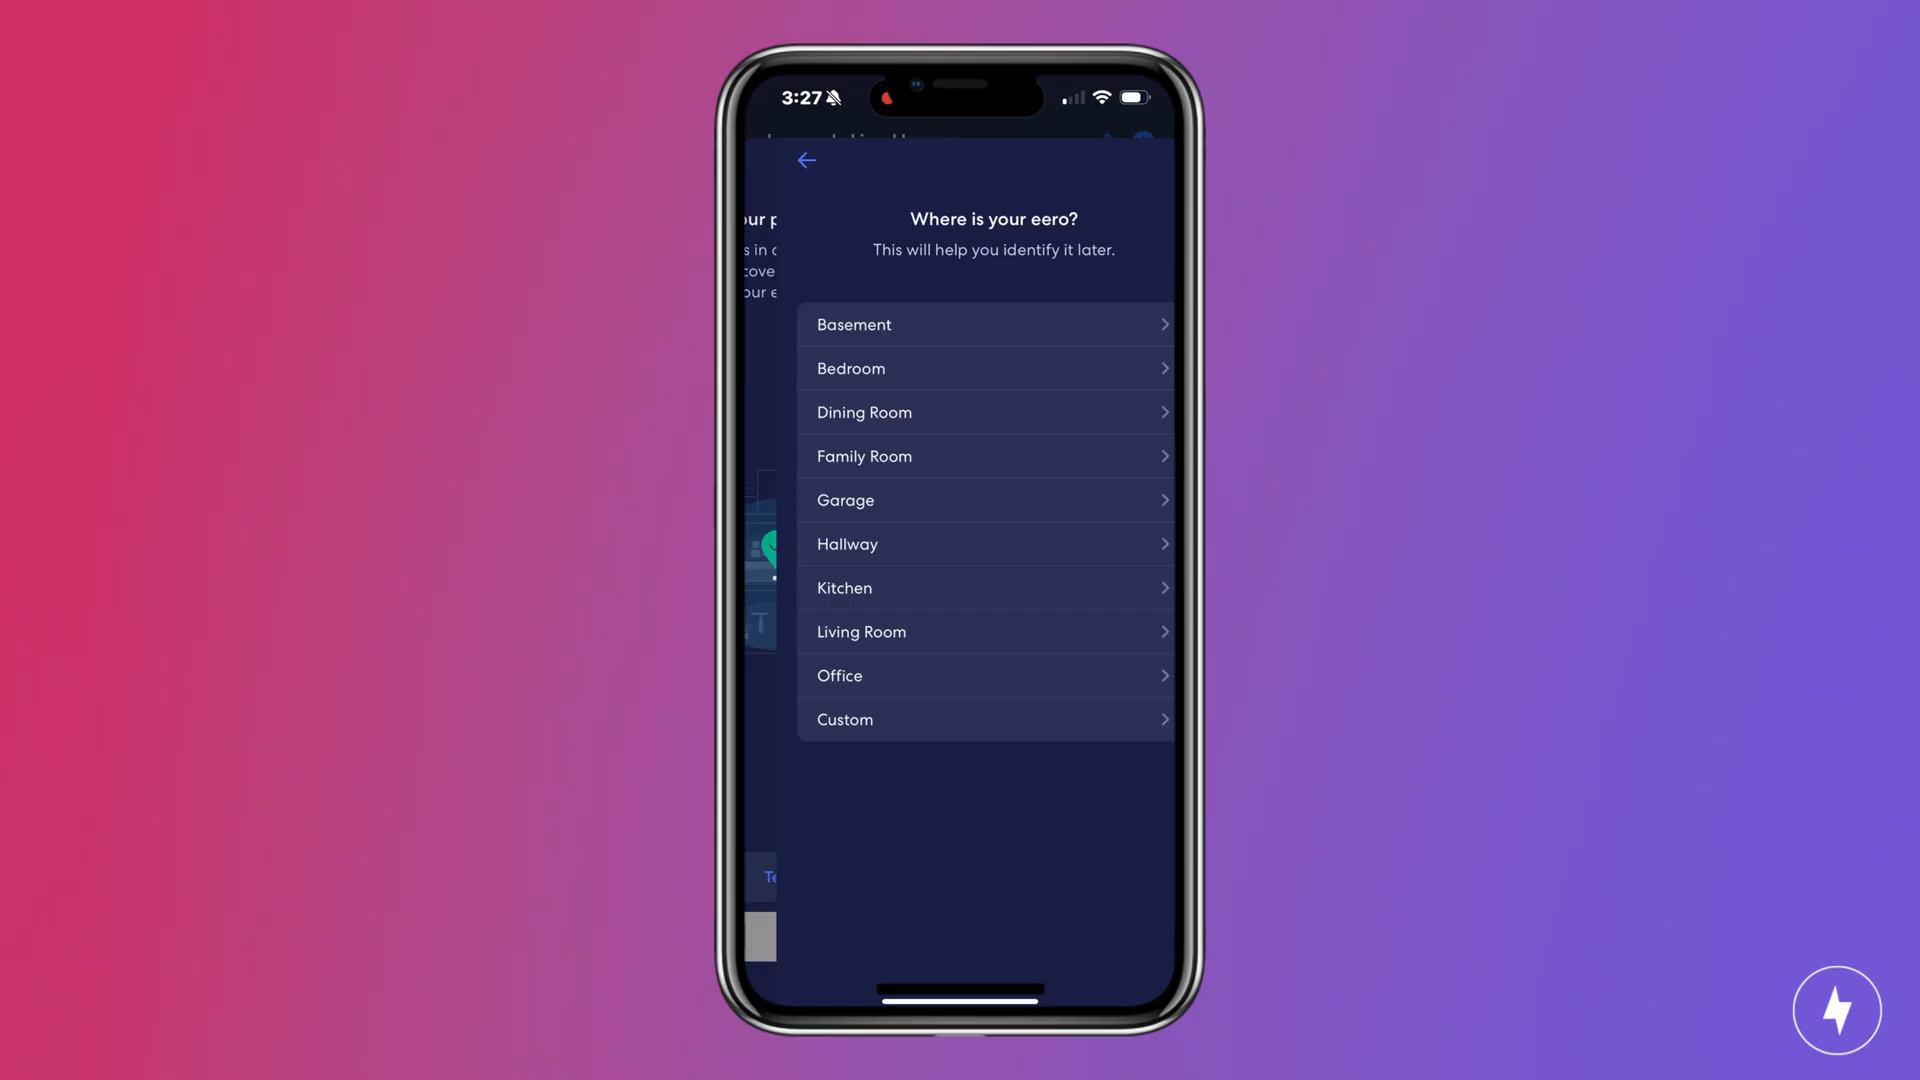 3:27
Where is your eero?
This will help you identify it later.
Basement
Bedroom
Dining Room
Family Room
Garage
Hallway
Kitchen
Living Room
Office
Custom